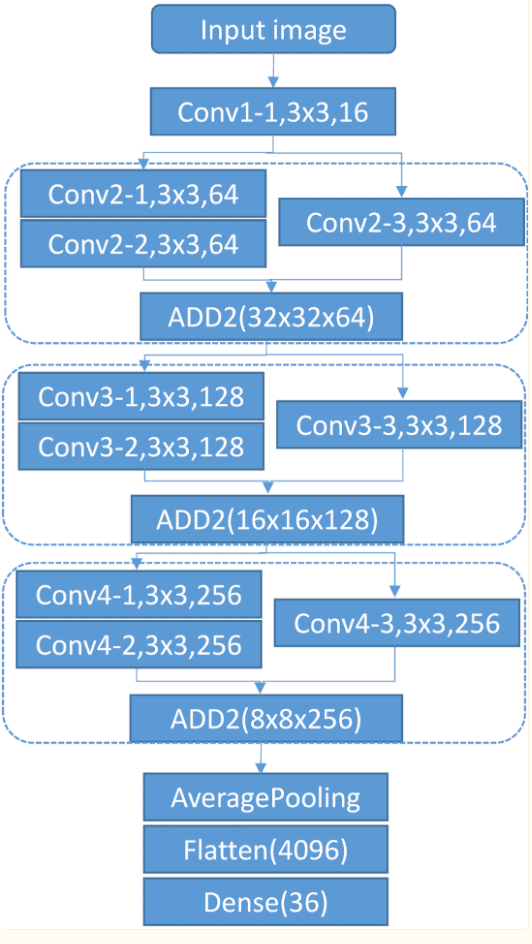 Input image
Conv1-1,3x3,16
Conv2-1,3x3,64
Conv2-2,3x3,64
Conv2-3,3x3,64
ADD2(32x32x64)
Conv3-1,3x3,128
Conv3-2,3x3,128
Conv3-3,3x3,128
ADD2(16x16x128)
Conv4-1,3x3,256
Conv4-2,3x3,256
Conv4-3,3x3,256
ADD2(8x8x256)
AveragePooling
Flatten(4096)
Dense(36)